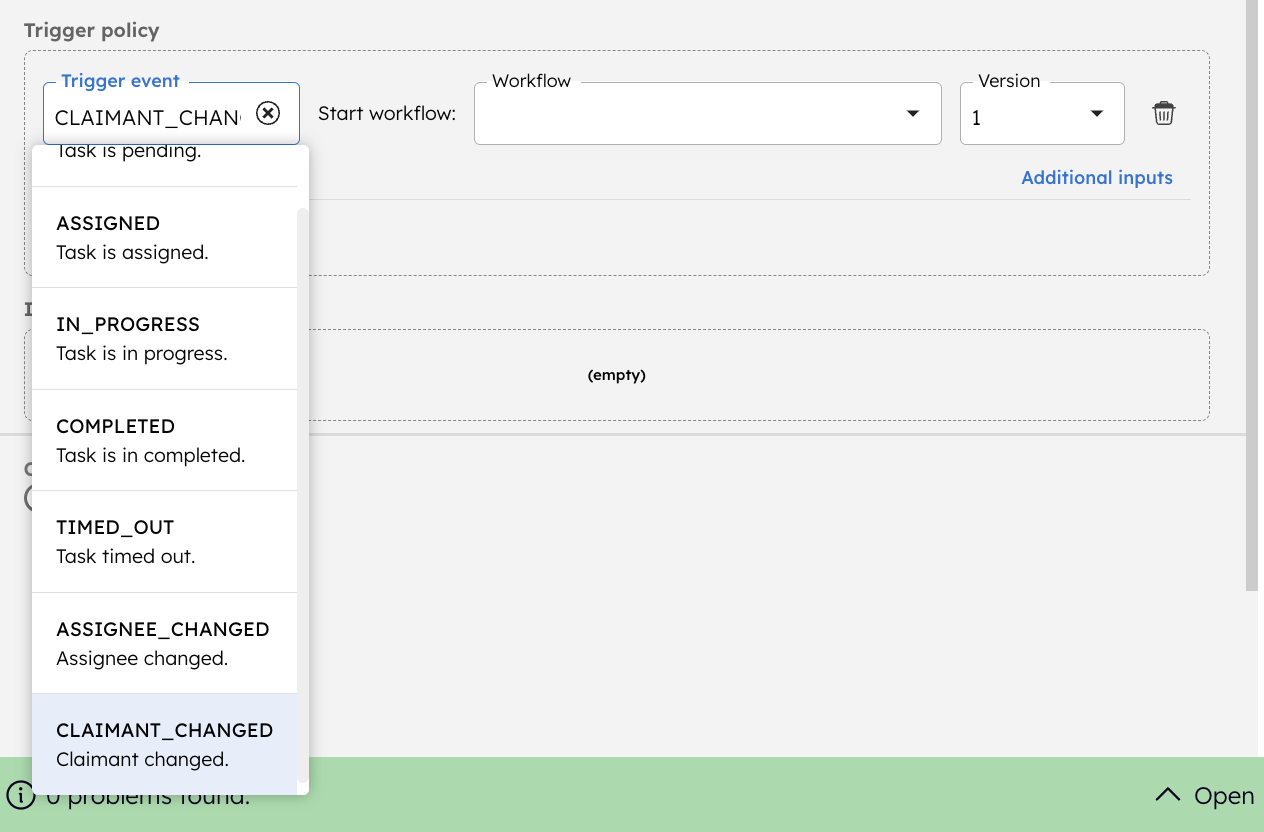 Trigger policy
Trigger event
Workflow
Version
CLAIMANT_CHAN
Start workflow:
1
Task is pending.
Additional inputs
ASSIGNED
Task is assigned.
IN_PROGRESS
Task is in progress.
(empty)
COMPLETED
Task is in completed.
TIMED_OUT
Task timed out.
ASSIGNEE_CHANGED
Assignee changed.
CLAIMANT_CHANGED
Claimant changed.
0 problems found.
Open